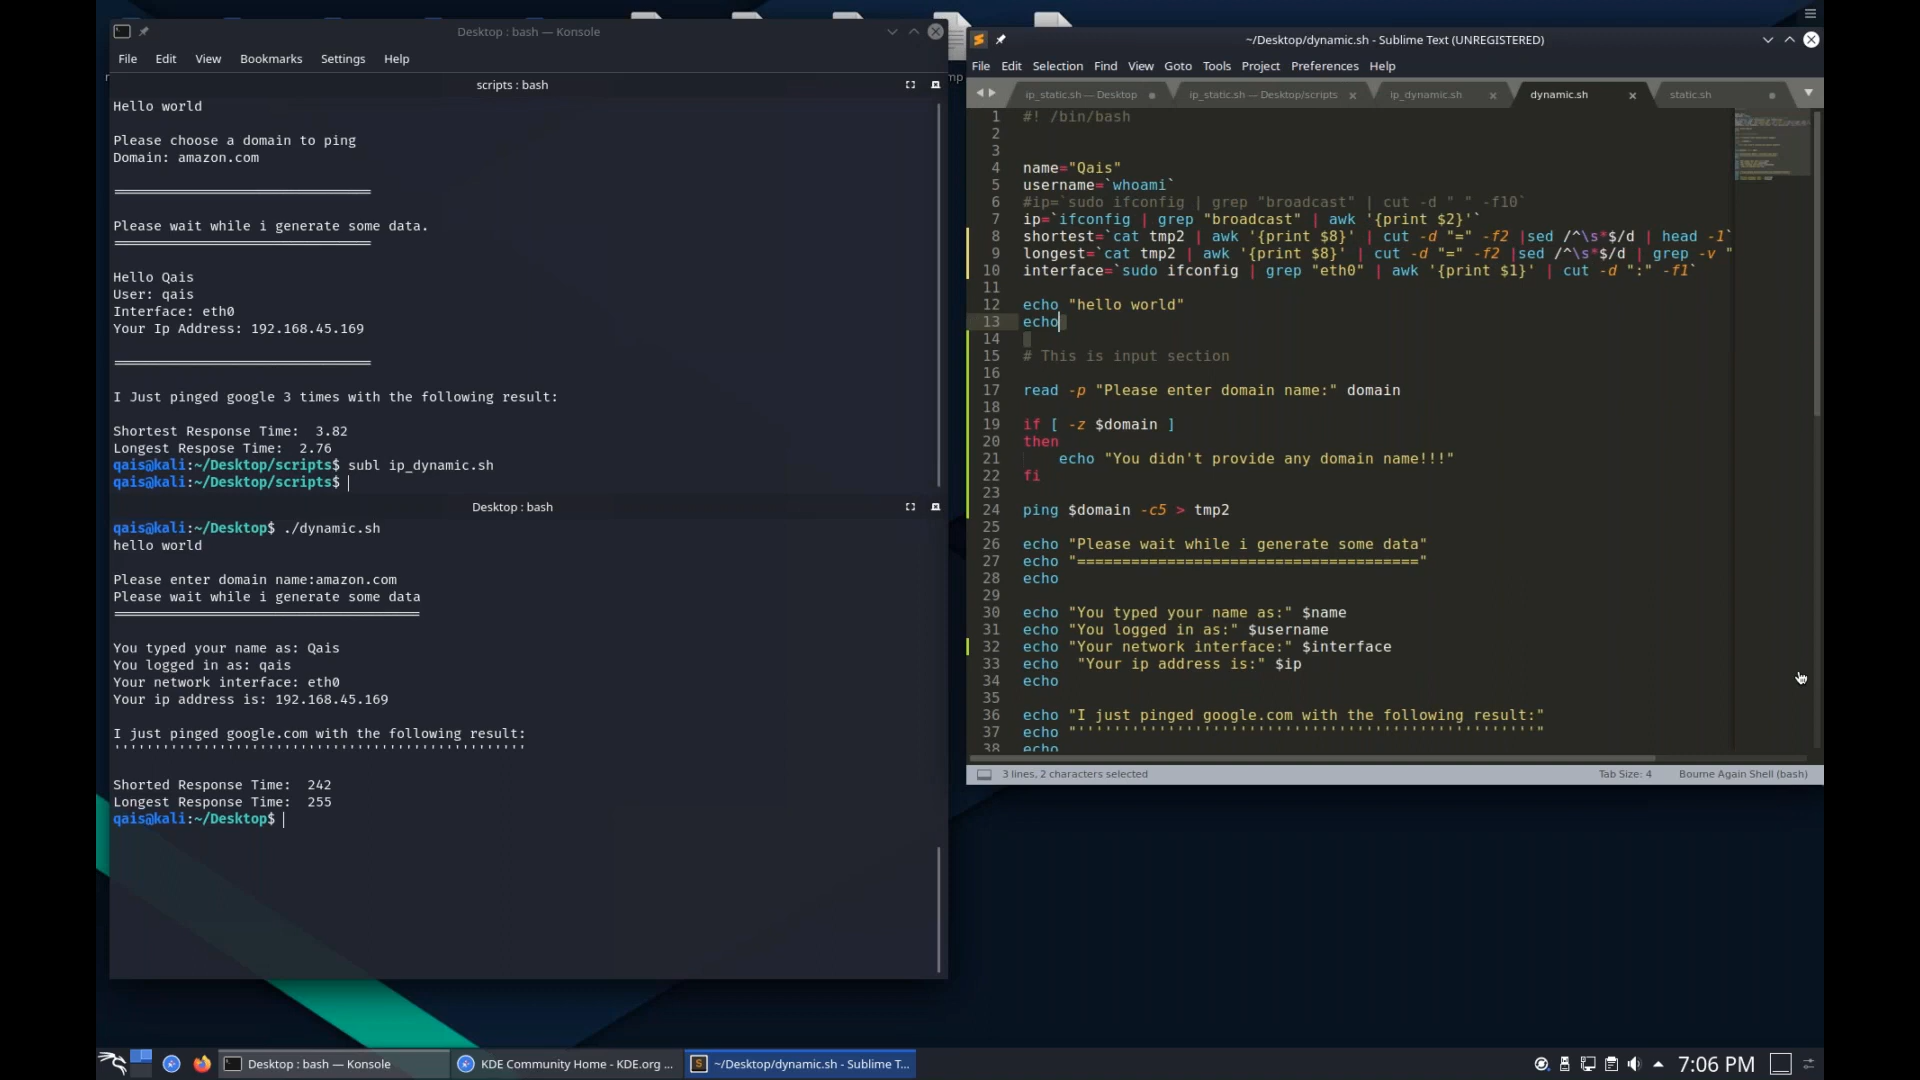 Desktop : bash — Konsole
File Edit View Bookmarks Settings Help
scripts : bash
Hello world
Please choose a domain to ping
Domain: amazon.com
═════════════════════════════
Please wait while i generate some data.
═════════════════════════════
Hello Qais
User: qais
Interface: eth0
Your Ip Address: 192.168.45.169
═════════════════════════════
I Just pinged google 3 times with the following result:
Shortest Response Time:  3.82
Longest Respose Time:  2.76
qais@kali:~/Desktop/scripts$ subl ip_dynamic.sh
qais@kali:~/Desktop/scripts$
Desktop : bash
qais@kali:~/Desktop$ ./dynamic.sh
hello world
Please enter domain name:amazon.com
Please wait while i generate some data
======================================
You typed your name as: Qais
You logged in as: qais
Your network interface: eth0
Your ip address is: 192.168.45.169
I just pinged google.com with the following result:
'''''''''''''''''''''''''''''''''''''''''''''''''''
Shorted Response Time:  242
Longest Response Time:  255
qais@kali:~/Desktop$
~/Desktop/dynamic.sh - Sublime Text (UNREGISTERED)
File Edit Selection Find View Goto Tools Project Preferences Help
ip_static.sh — Desktop ip_static.sh — Desktop/scripts ip_dynamic.sh dynamic.sh static.sh
1 #! /bin/bash
2
3
4 name="Qais"
5 username=`whoami`
6 #ip=`sudo ifconfig | grep "broadcast" | cut -d " " -f10`
7 ip=`ifconfig | grep "broadcast" | awk '{print $2}'`
8 shortest=`cat tmp2 | awk '{print $8}' | cut -d "=" -f2 |sed /^\s*$/d | head -1`
9 longest=`cat tmp2 | awk '{print $8}' | cut -d "=" -f2 |sed /^\s*$/d | grep -v "
10 interface=`sudo ifconfig | grep "eth0" | awk '{print $1}' | cut -d ":" -f1`
11
12 echo "hello world"
13 echo
14
15 # This is input section
16
17 read -p "Please enter domain name:" domain
18
19 if [ -z $domain ]
20 then
21     echo "You didn't provide any domain name!!!"
22 fi
23
24 ping $domain -c5 > tmp2
25
26 echo "Please wait while i generate some data"
27 echo "======================================"
28 echo
29
30 echo "You typed your name as:" $name
31 echo "You logged in as:" $username
32 echo "Your network interface:" $interface
33 echo  "Your ip address is:" $ip
34 echo
35
36 echo "I just pinged google.com with the following result:"
37 echo "'''''''''''''''''''''''''''''''''''''''''''''''''''"
38 echo
3 lines, 2 characters selected Tab Size: 4 Bourne Again Shell (bash)
Desktop : bash — Konsole KDE Community Home - KDE.org ... ~/Desktop/dynamic.sh - Sublime T... 7:06 PM